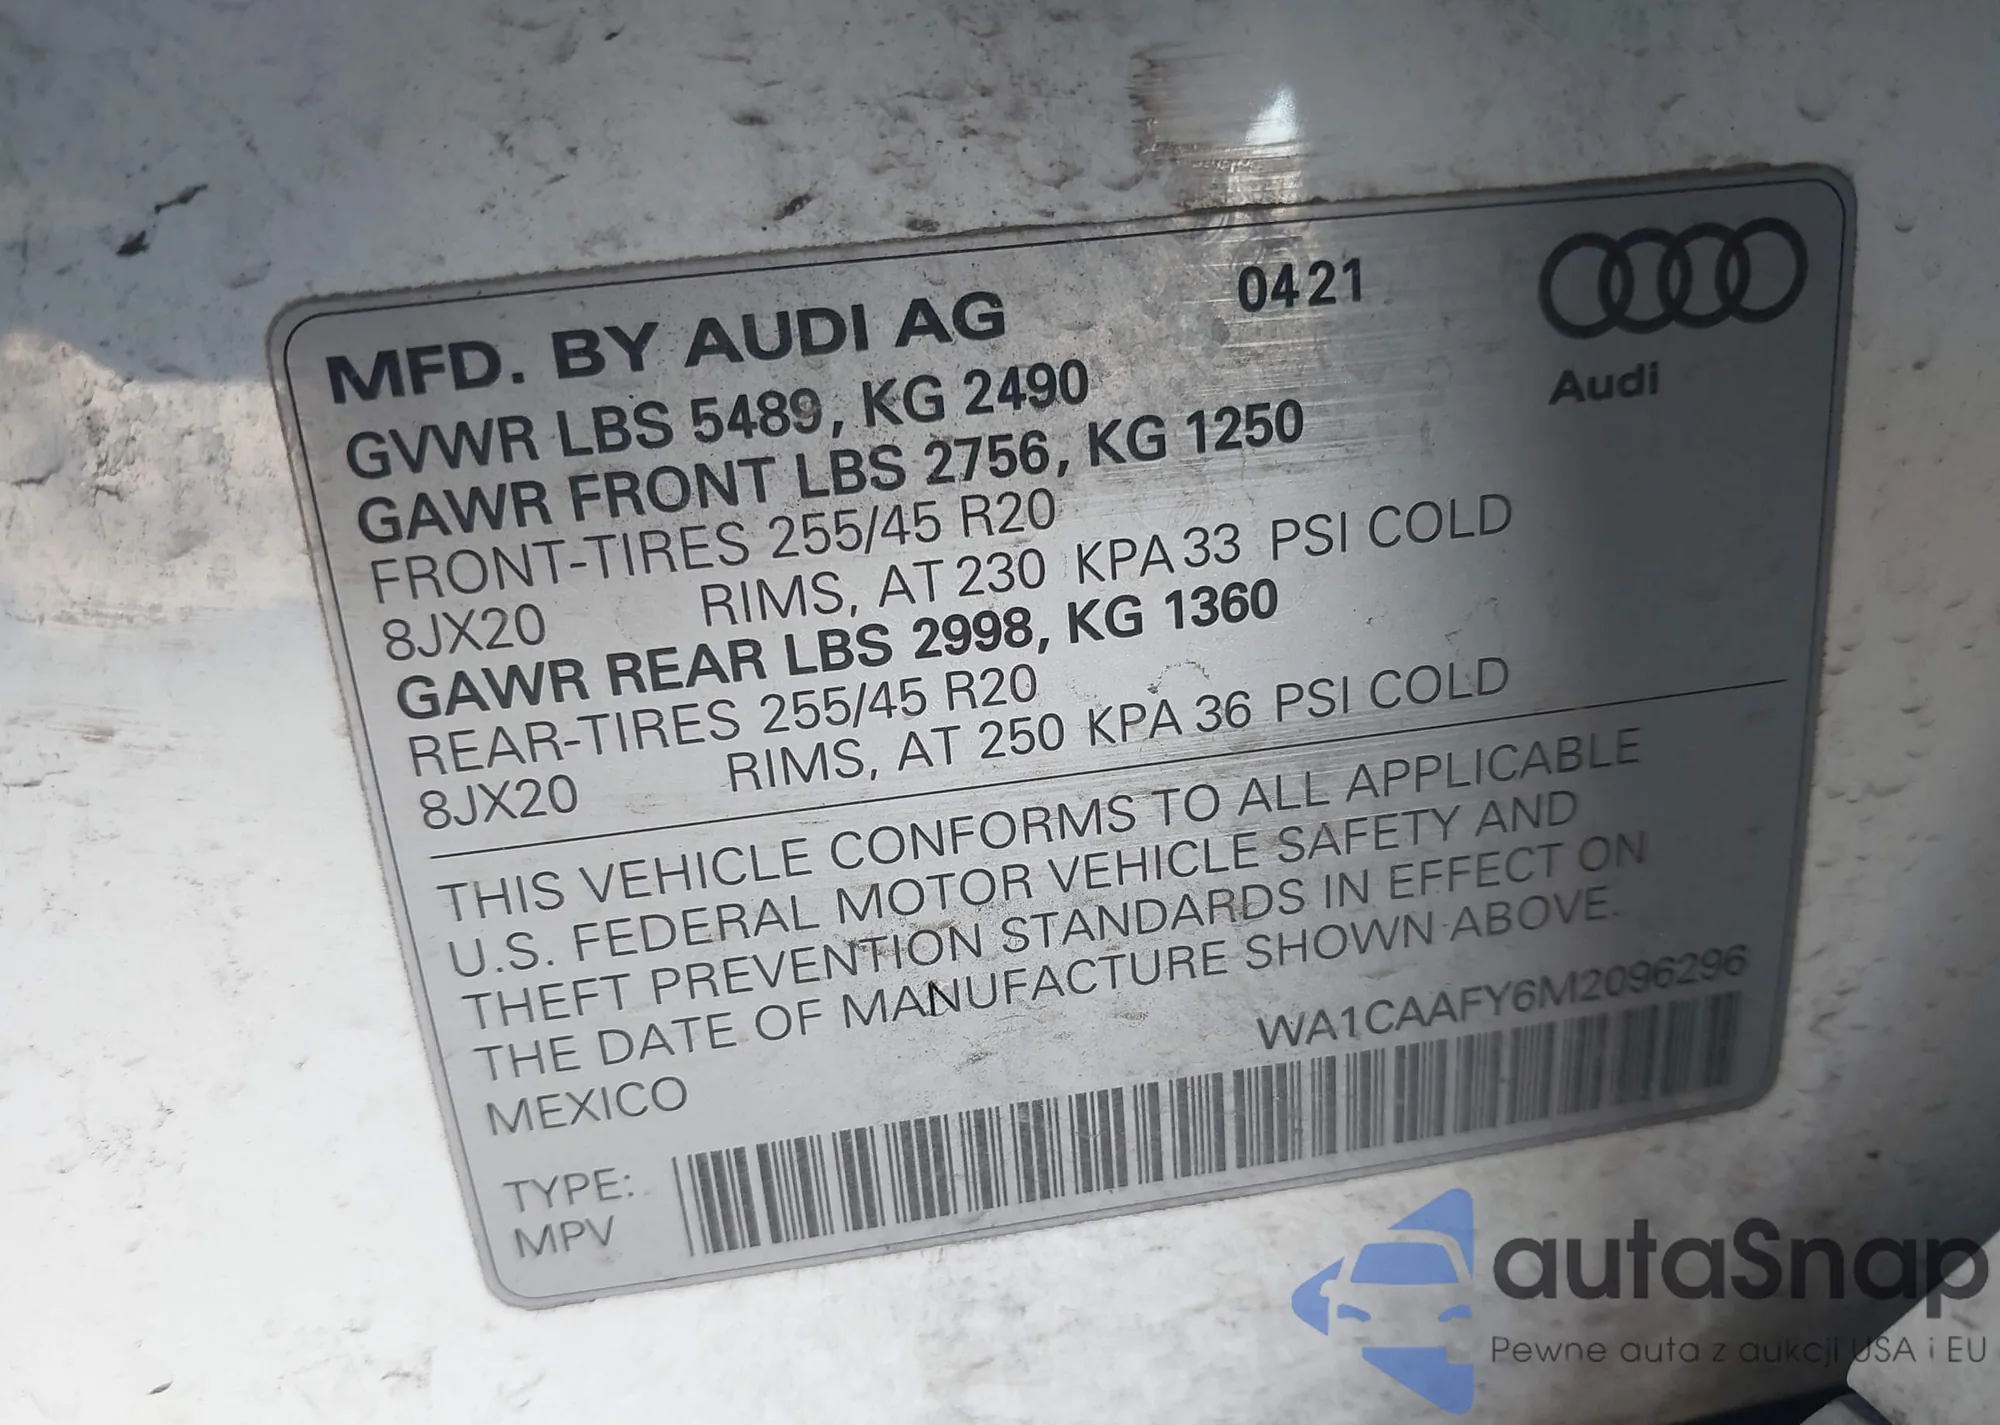 MFD. BY AUDI AG 0421
Audi
GVWR LBS 5489, KG 2490
GAWR FRONT LBS 2756, KG 1250
FRONT-TIRES 255/45 R20
8JX20 RIMS, AT 230 KPA 33 PSI COLD
GAWR REAR LBS 2998, KG 1360
REAR-TIRES 255/45 R20
8JX20 RIMS, AT 250 KPA 36 PSI COLD
THIS VEHICLE CONFORMS TO ALL APPLICABLE
U.S. FEDERAL MOTOR VEHICLE SAFETY AND
THEFT PREVENTION STANDARDS IN EFFECT ON
THE DATE OF MANUFACTURE SHOWN ABOVE.
MEXICO WA1CAAFY6M2096296
TYPE:
MPV
autaSnap
Pewne auta z aukcji USA i EU